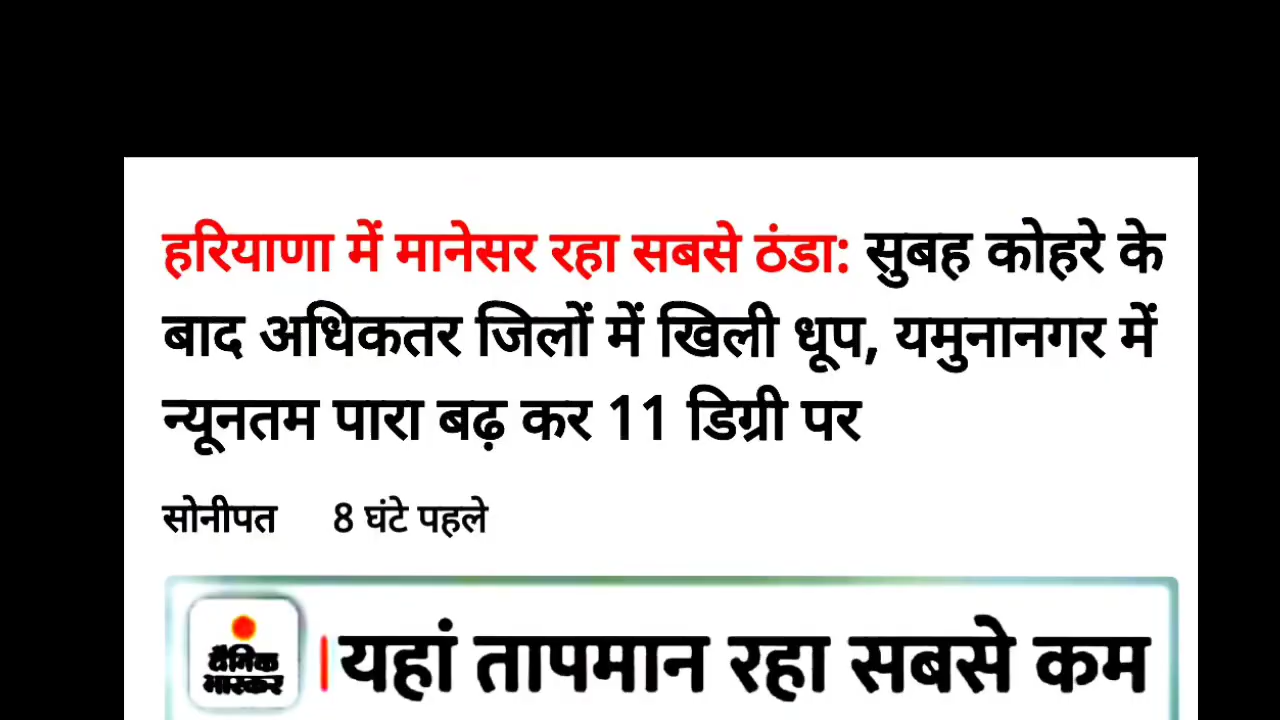 हरियाणा में मानेसर रहा सबसे ठंडा: सुबह कोहरे के
बाद अधिकतर जिलों में खिली धूप, यमुनानगर में
न्यूनतम पारा बढ़ कर 11 डिग्री पर
सोनीपत 8 घंटे पहले
दैनिक
भास्कर
यहां तापमान रहा सबसे कम